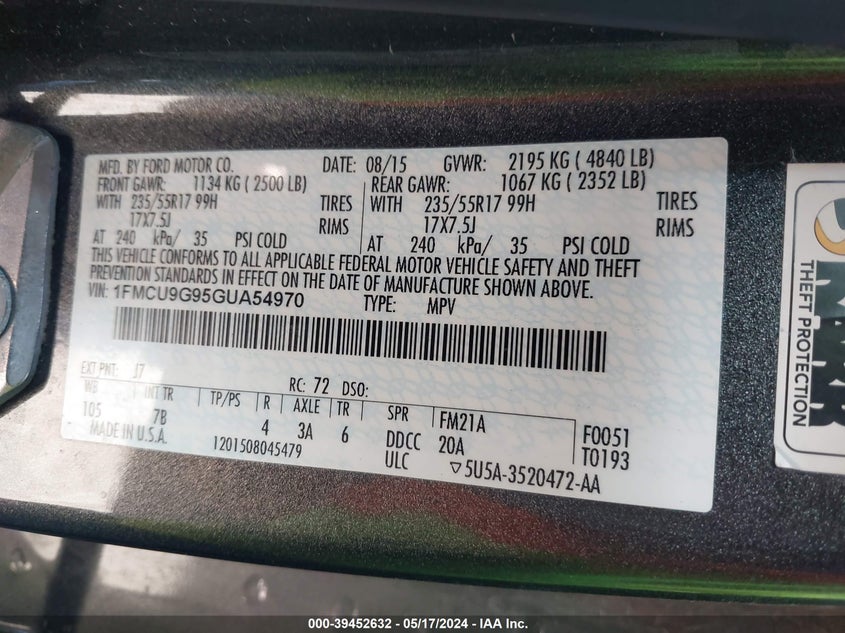 MFD. BY FORD MOTOR CO. DATE: 08/15 GVWR: 2195 KG ( 4840 LB)
FRONT GAWR: 1134 KG ( 2500 LB) REAR GAWR: 1067 KG ( 2352 LB)
WITH 235/55R17 99H TIRES WITH 235/55R17 99H TIRES
17X7.5J RIMS 17X7.5J RIMS
AT 240 kPa/ 35 PSI COLD AT 240 kPa/ 35 PSI COLD
THIS VEHICLE CONFORMS TO ALL APPLICABLE FEDERAL MOTOR VEHICLE SAFETY AND THEFT
PREVENTION STANDARDS IN EFFECT ON THE DATE OF MANUFACTURE SHOWN ABOVE.
VIN: 1FMCU9G95GUA54970 TYPE: MPV
EXT PNT: J7 RC: 72 DSO:
WB INT TR TP/PS R AXLE TR SPR
105 7B 4 3A 6 DDCC
FM21A
20A
F0051
T0193
MADE IN U.S.A. 1201508045479 ULC ▽5U5A-3520472-AA
THEFT PROTECTION
000-39452632 - 05/17/2024 - IAA Inc.